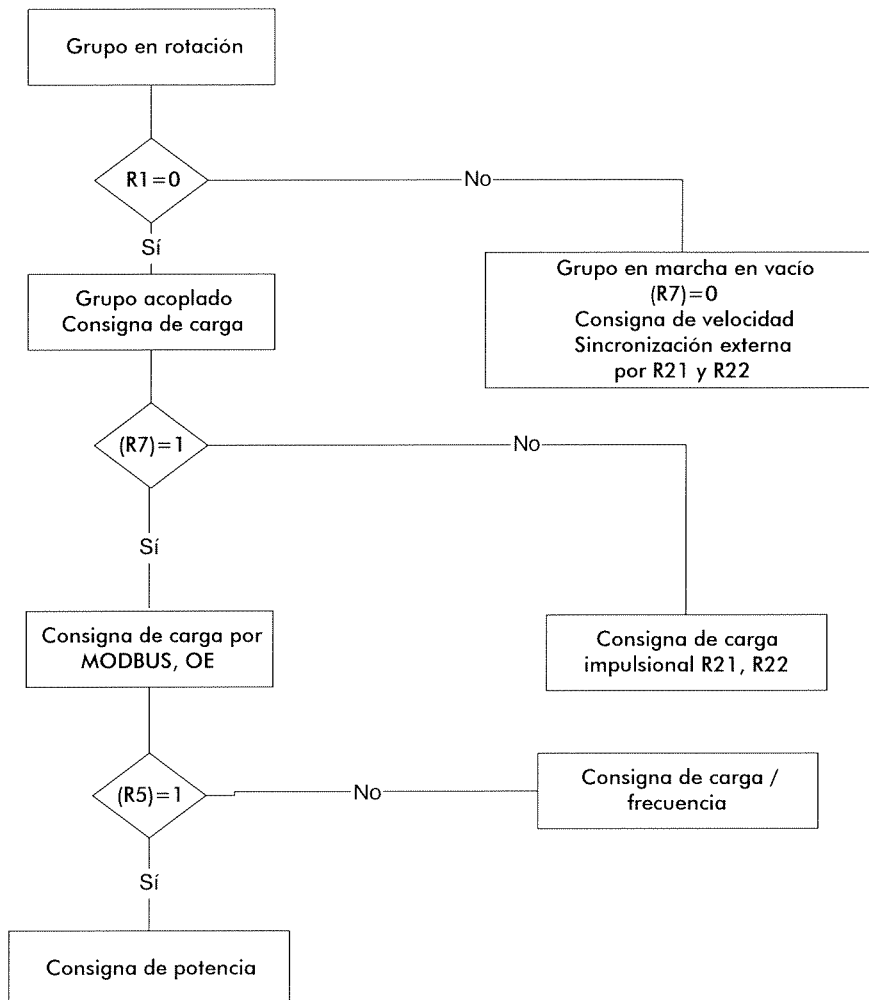 Grupo en rotación
R1=0
No
Sí
Grupo acoplado
Consigna de carga
Grupo en marcha en vacío
(R7)=0
Consigna de velocidad
Sincronización externa
por R21 y R22
(R7)=1
No
Sí
Consigna de carga por
MODBUS, OE
Consigna de carga
impulsional R21, R22
(R5)=1
No
Consigna de carga /
frecuencia
Sí
Consigna de potencia